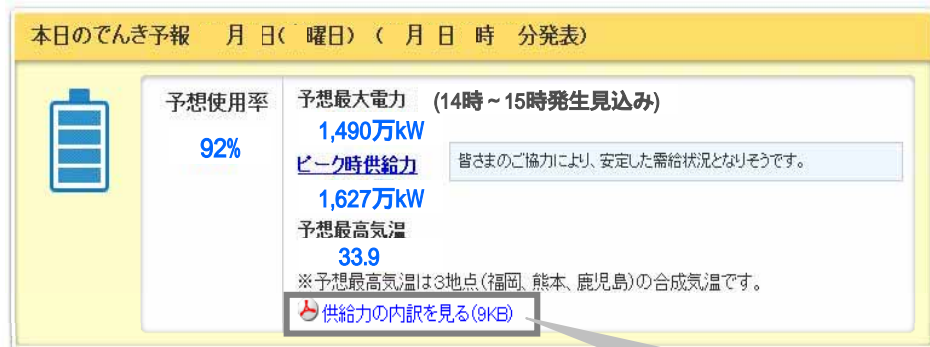 本日のでんき予報 月 日( 曜日) ( 月 日 時 分発表)
予想使用率
92%
予想最大電力 (14時~15時発生見込み)
1,490万kW
ピーク時供給力
1,627万kW
皆さまのご協力により、安定した需給状況となりそうです。
予想最高気温
33.9
※予想最高気温は3地点(福岡、熊本、鹿児島)の合成気温です。
供給力の内訳を見る(9KB)